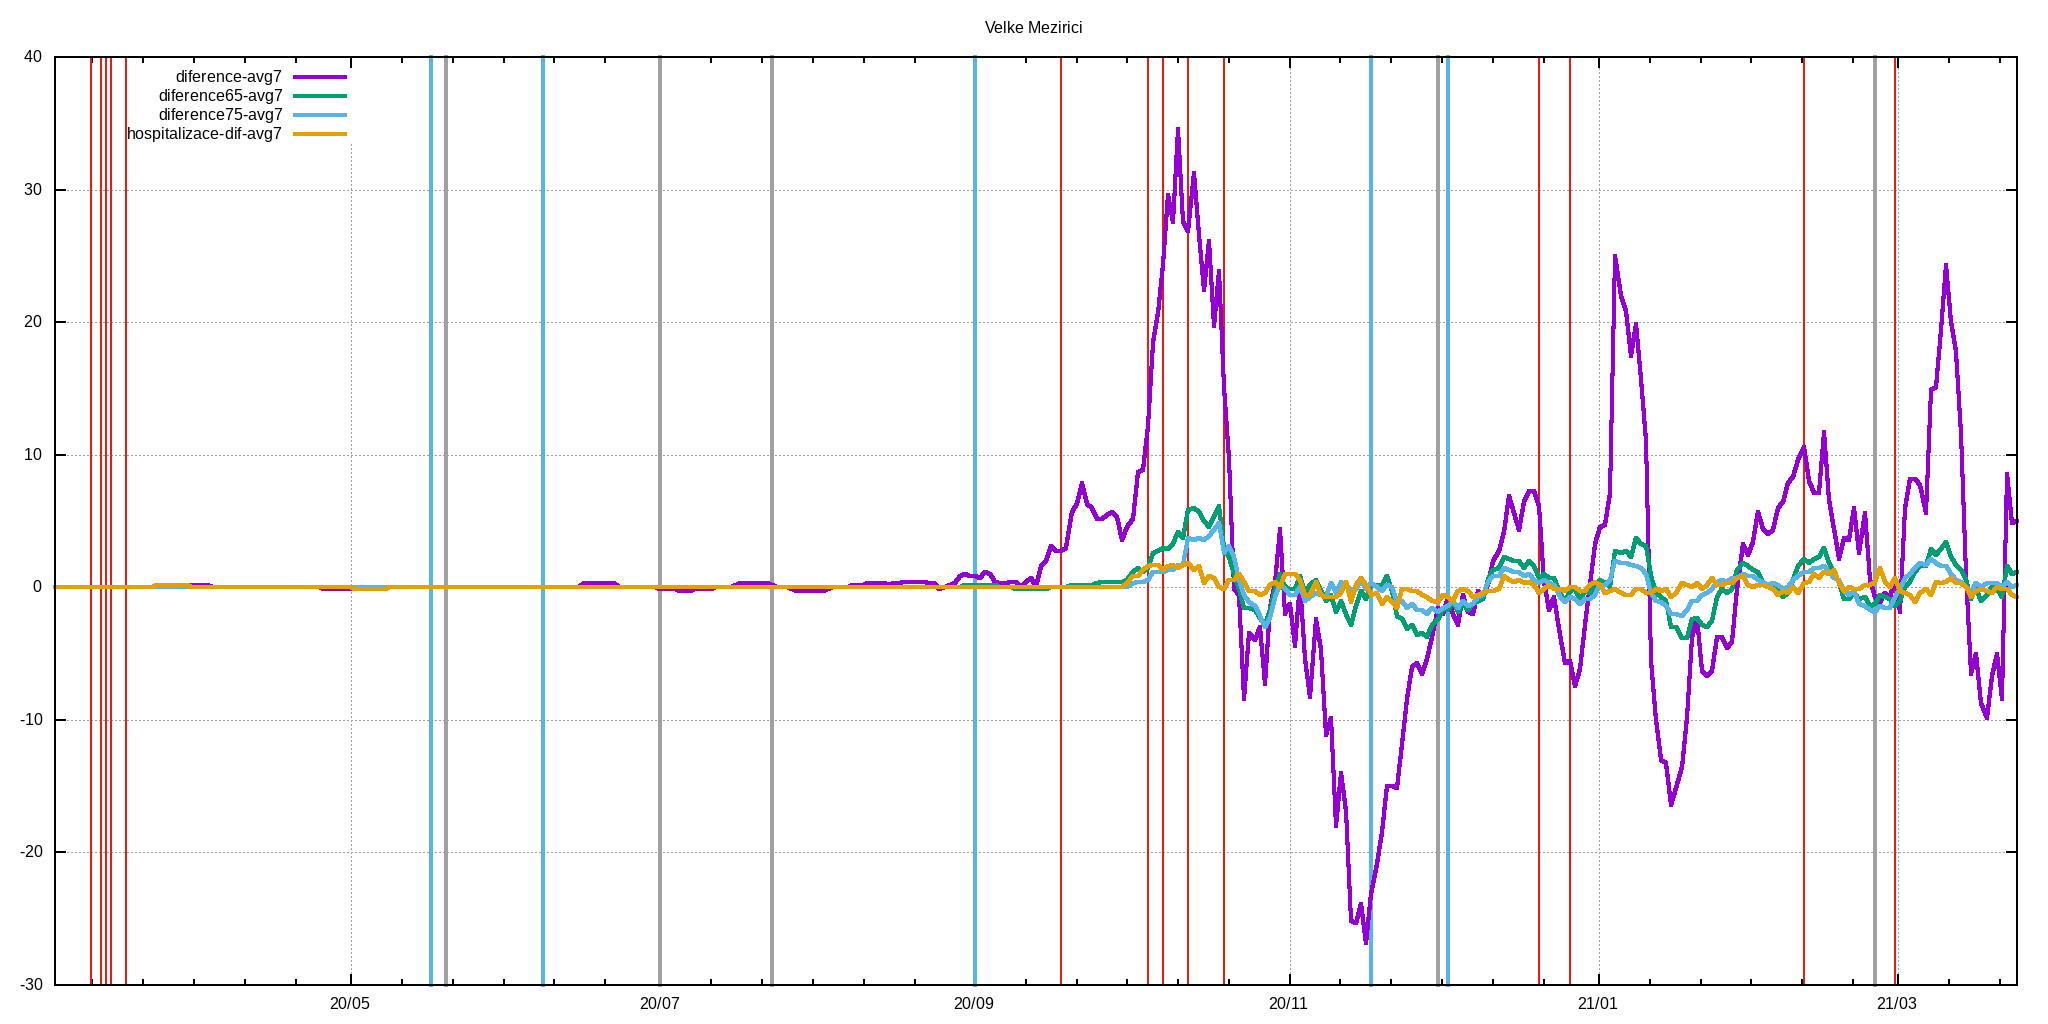 Velke Mezirici
40
diference-avg7
diference65-avg7
diference75-avg7
hospitalizace-dif-avg7
30
20
10
0
-10
-20
-30
20/05 20/07 20/09 20/11 21/01 21/03